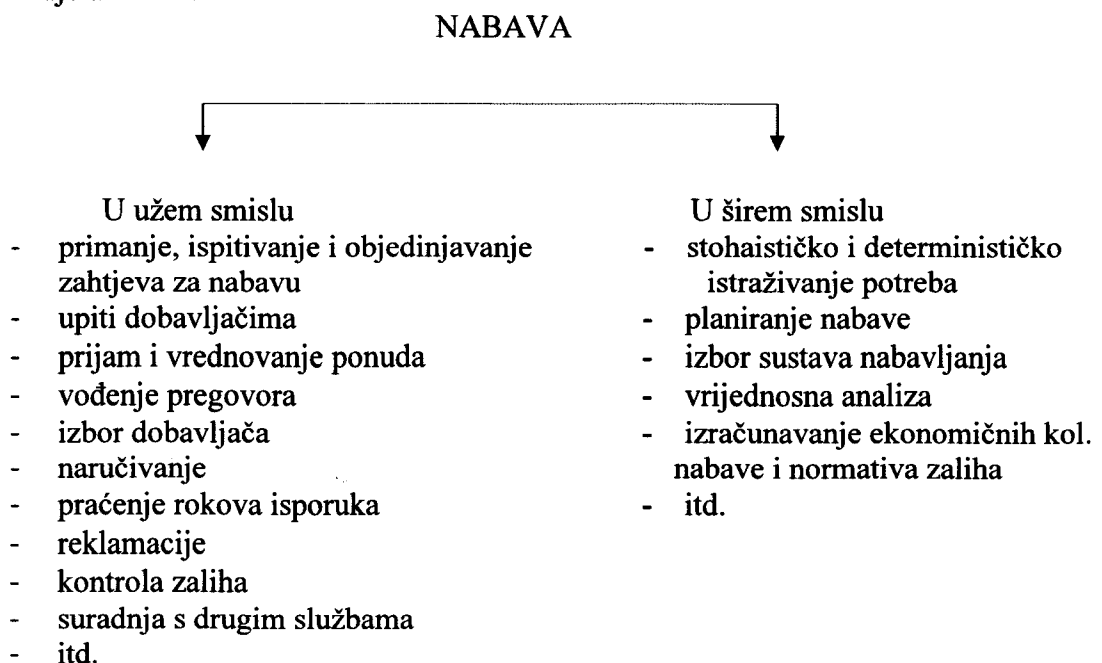 NABAVA
U užem smislu
- primanje, ispitivanje i objedinjavanje
zahtjeva za nabavu
- upiti dobavljačima
- prijam i vrednovanje ponuda
- vođenje pregovora
- izbor dobavljača
- naručivanje
- praćenje rokova isporuka
- reklamacije
- kontrola zaliha
- suradnja s drugim službama
- itd.
U širem smislu
- stohaističko i determinističko
istraživanje potreba
- planiranje nabave
- izbor sustava nabavljanja
- vrijednosna analiza
- izračunavanje ekonomičnih kol.
nabave i normativa zaliha
- itd.